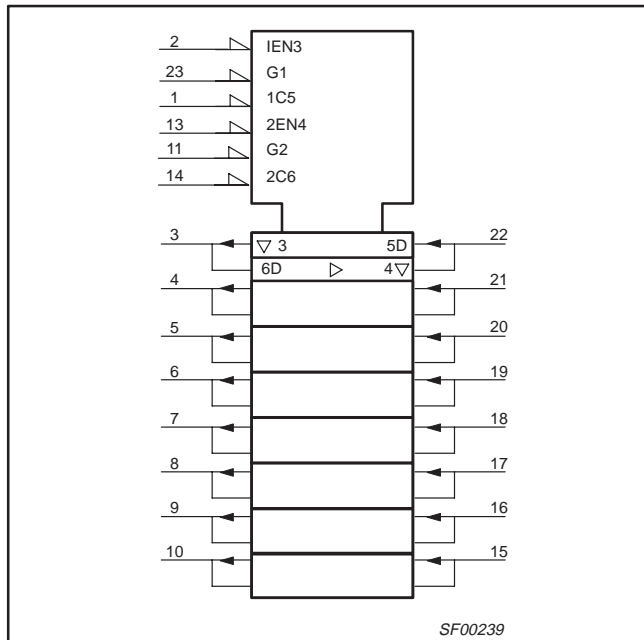 2 IEN3
23 G1
1 1C5
13 2EN4
11 G2
14 2C6
3 ▽ 3 5D 22
6D ▷ 4▽
4 21
5 20
6 19
7 18
8 17
9 16
10 15
SF00239